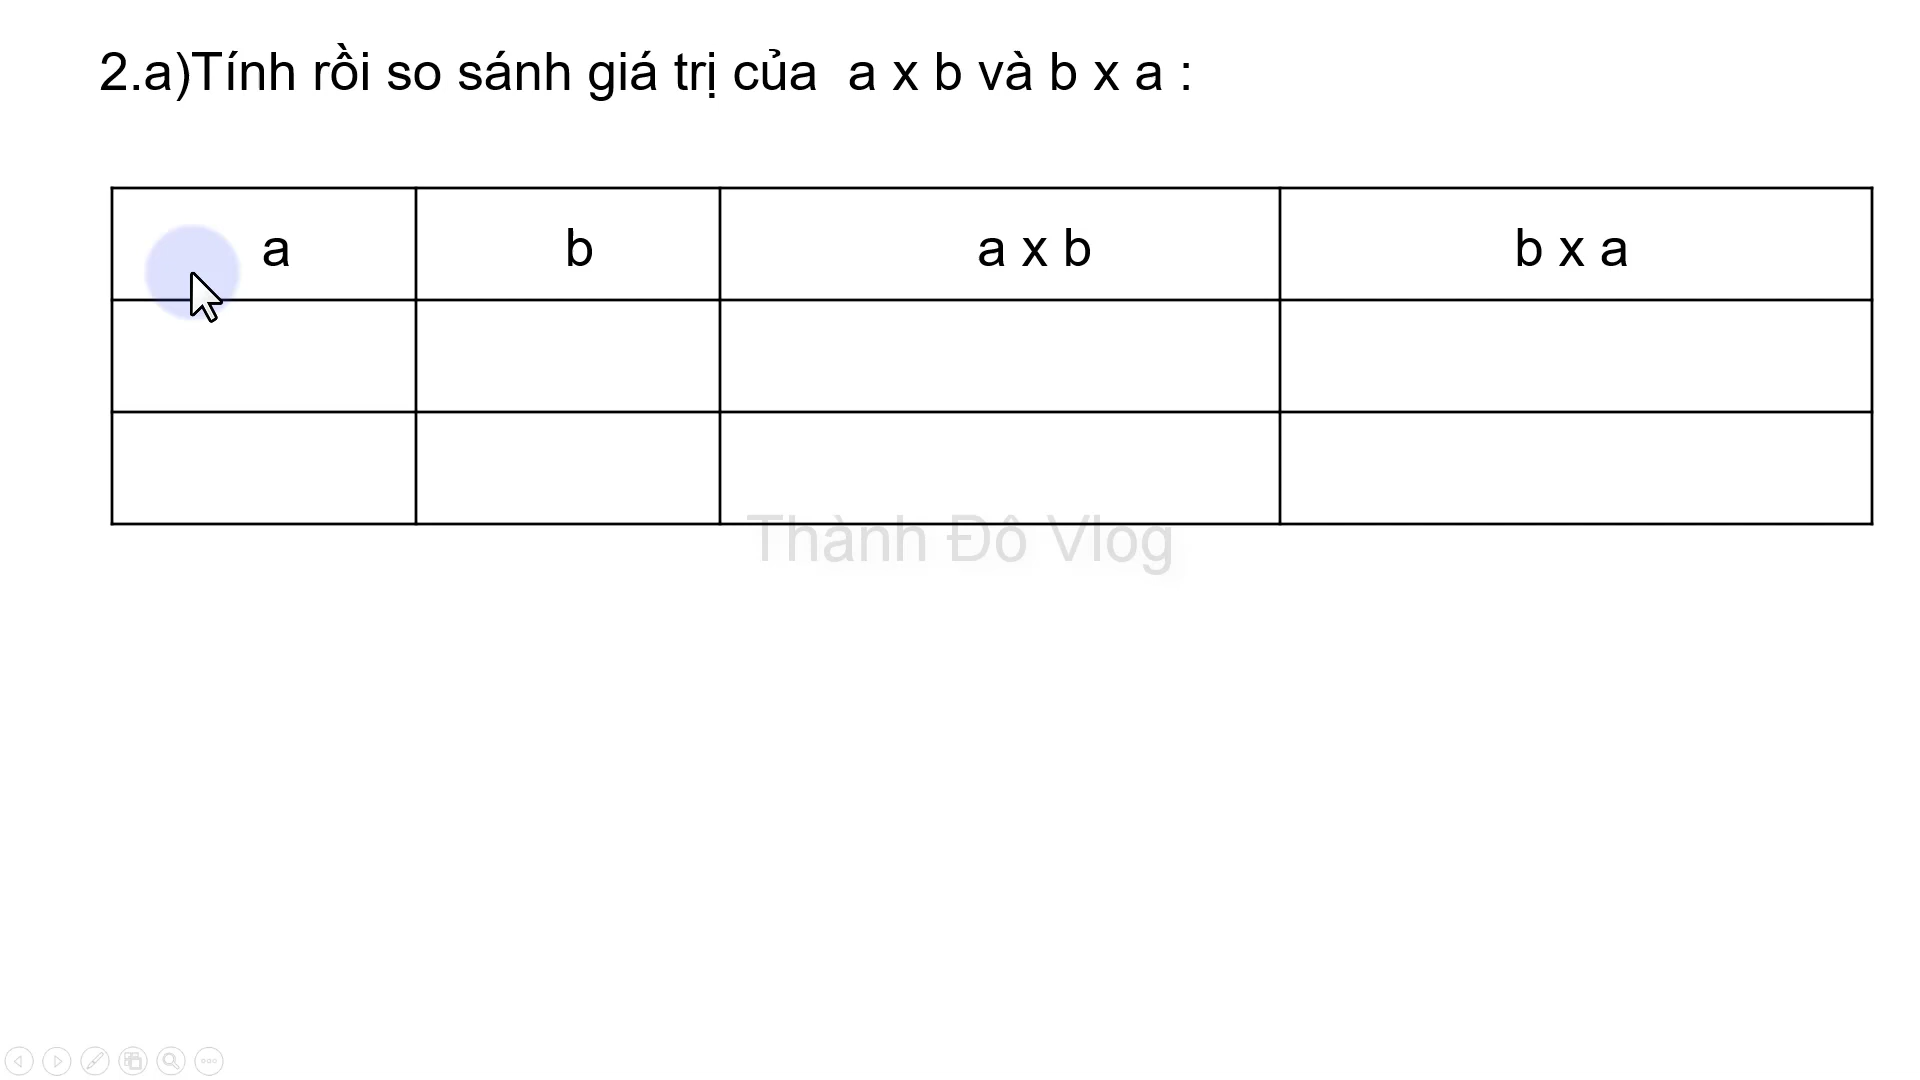 2.a)Tính rồi so sánh giá trị của  a x b và b x a :
a b a x b b x a
Thành Đô Vlog